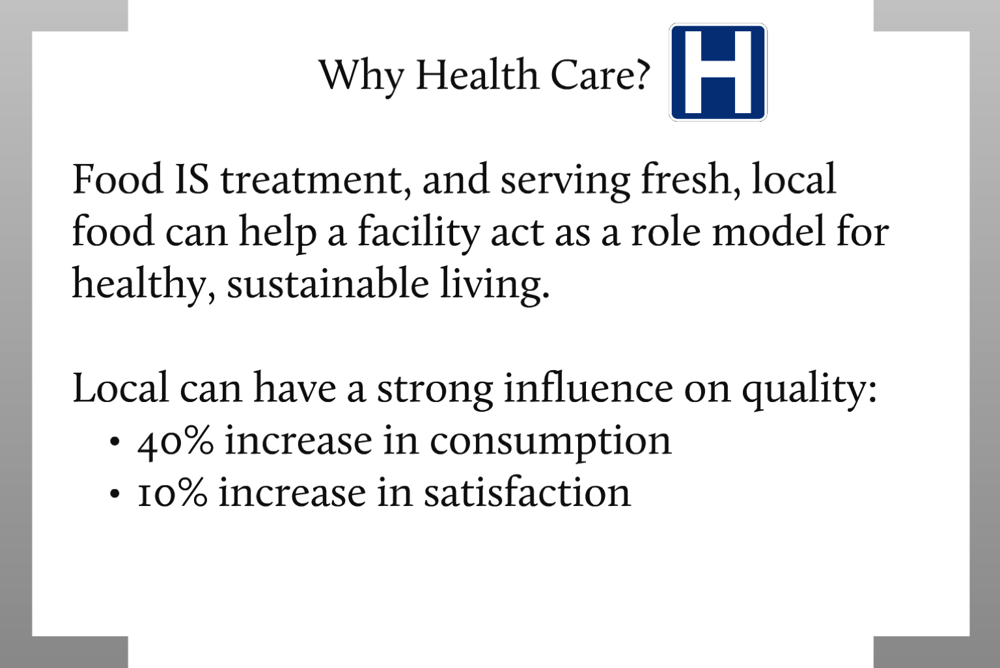 Why Health Care?
H
Food IS treatment, and serving fresh, local
food can help a facility act as a role model for
healthy, sustainable living.
Local can have a strong influence on quality:
• 40% increase in consumption
• 10% increase in satisfaction